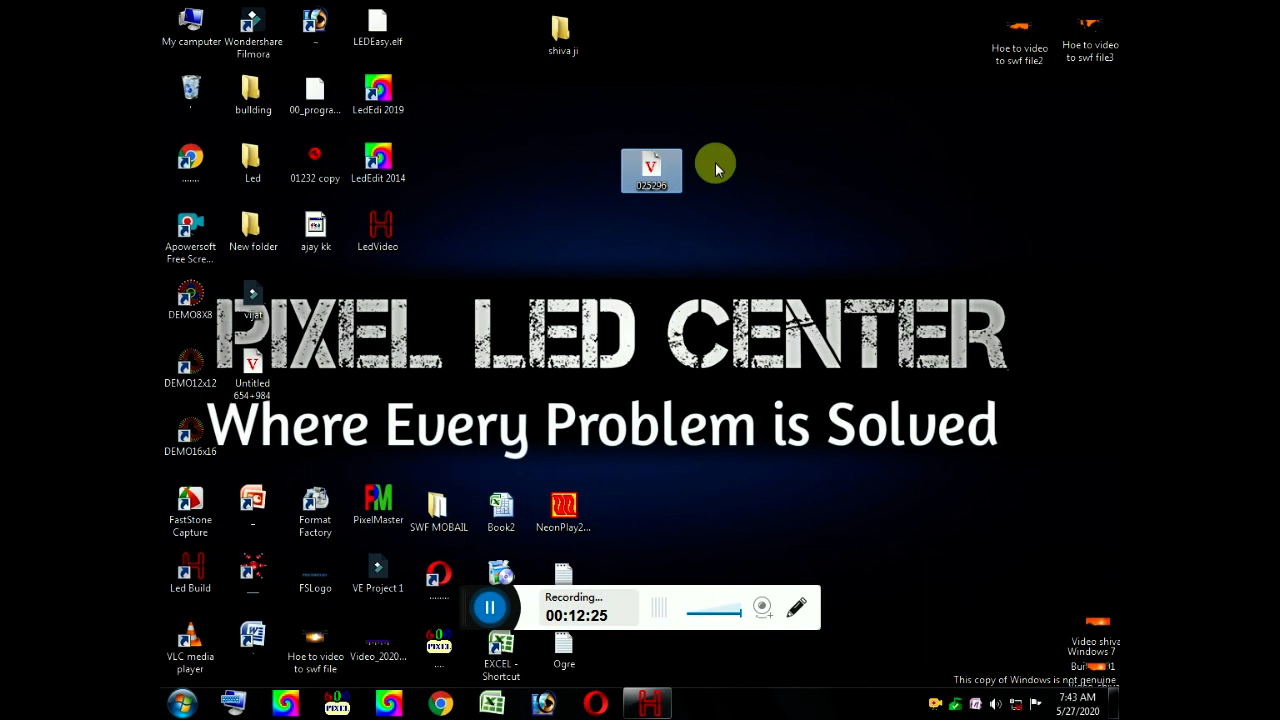 My camputer
Wondershare
Filmora
~
LEDEasy.elf
shiva ji
Hoe to video
to swf file2
Hoe to video
to swf file3
bullding
00_progra...
LedEdi 2019
.......
Led
01232 copy
LedEdit 2014
V
025296
Apowersoft
Free Scre...
New folder
ajay kk
LedVideo
DEMO8X8
vijat
PIXEL LED CENTER
DEMO12x12
V
Untitled
654+984
Where Every Problem is Solved
DEMO16x16
FastStone
Capture
Format
Factory
PixelMaster
SWF MOBAIL
Book2
NeonPlay2...
Led Build
FSLogo
VE Project 1
........
Recording...
00:12:25
VLC media
player
Hoe to video
to swf file
Video_2020...
....
EXCEL -
Shortcut
Ogre
Video shiva
Windows 7
This copy of Windows is not genuine
7:43 AM
5/27/2020